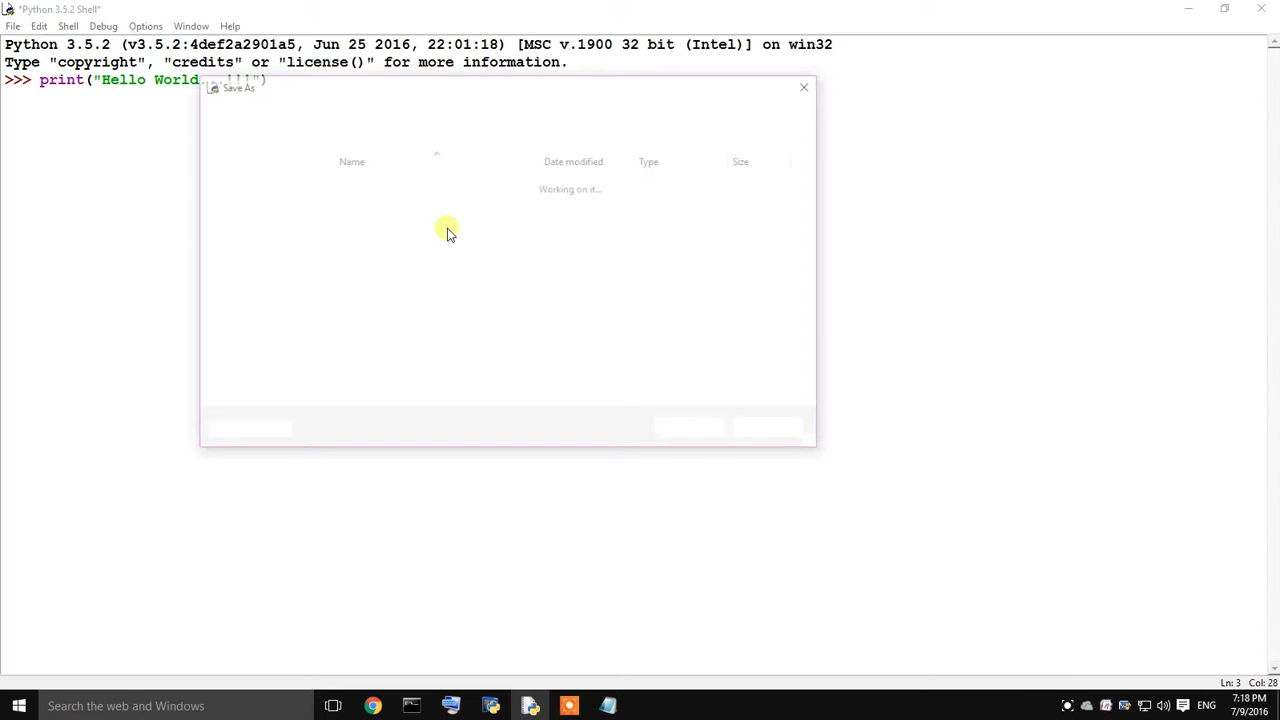 *Python 3.5.2 Shell*
File Edit Shell Debug Options Window Help
Python 3.5.2 (v3.5.2:4def2a2901a5, Jun 25 2016, 22:01:18) [MSC v.1900 32 bit (Intel)] on win32
Type "copyright", "credits" or "license()" for more information.
>>> print("Hello World...!!!")
Save As
Name Date modified Type Size
Working on it...
Ln: 3 Col: 28
Search the web and Windows
ENG
7:18 PM
7/9/2016